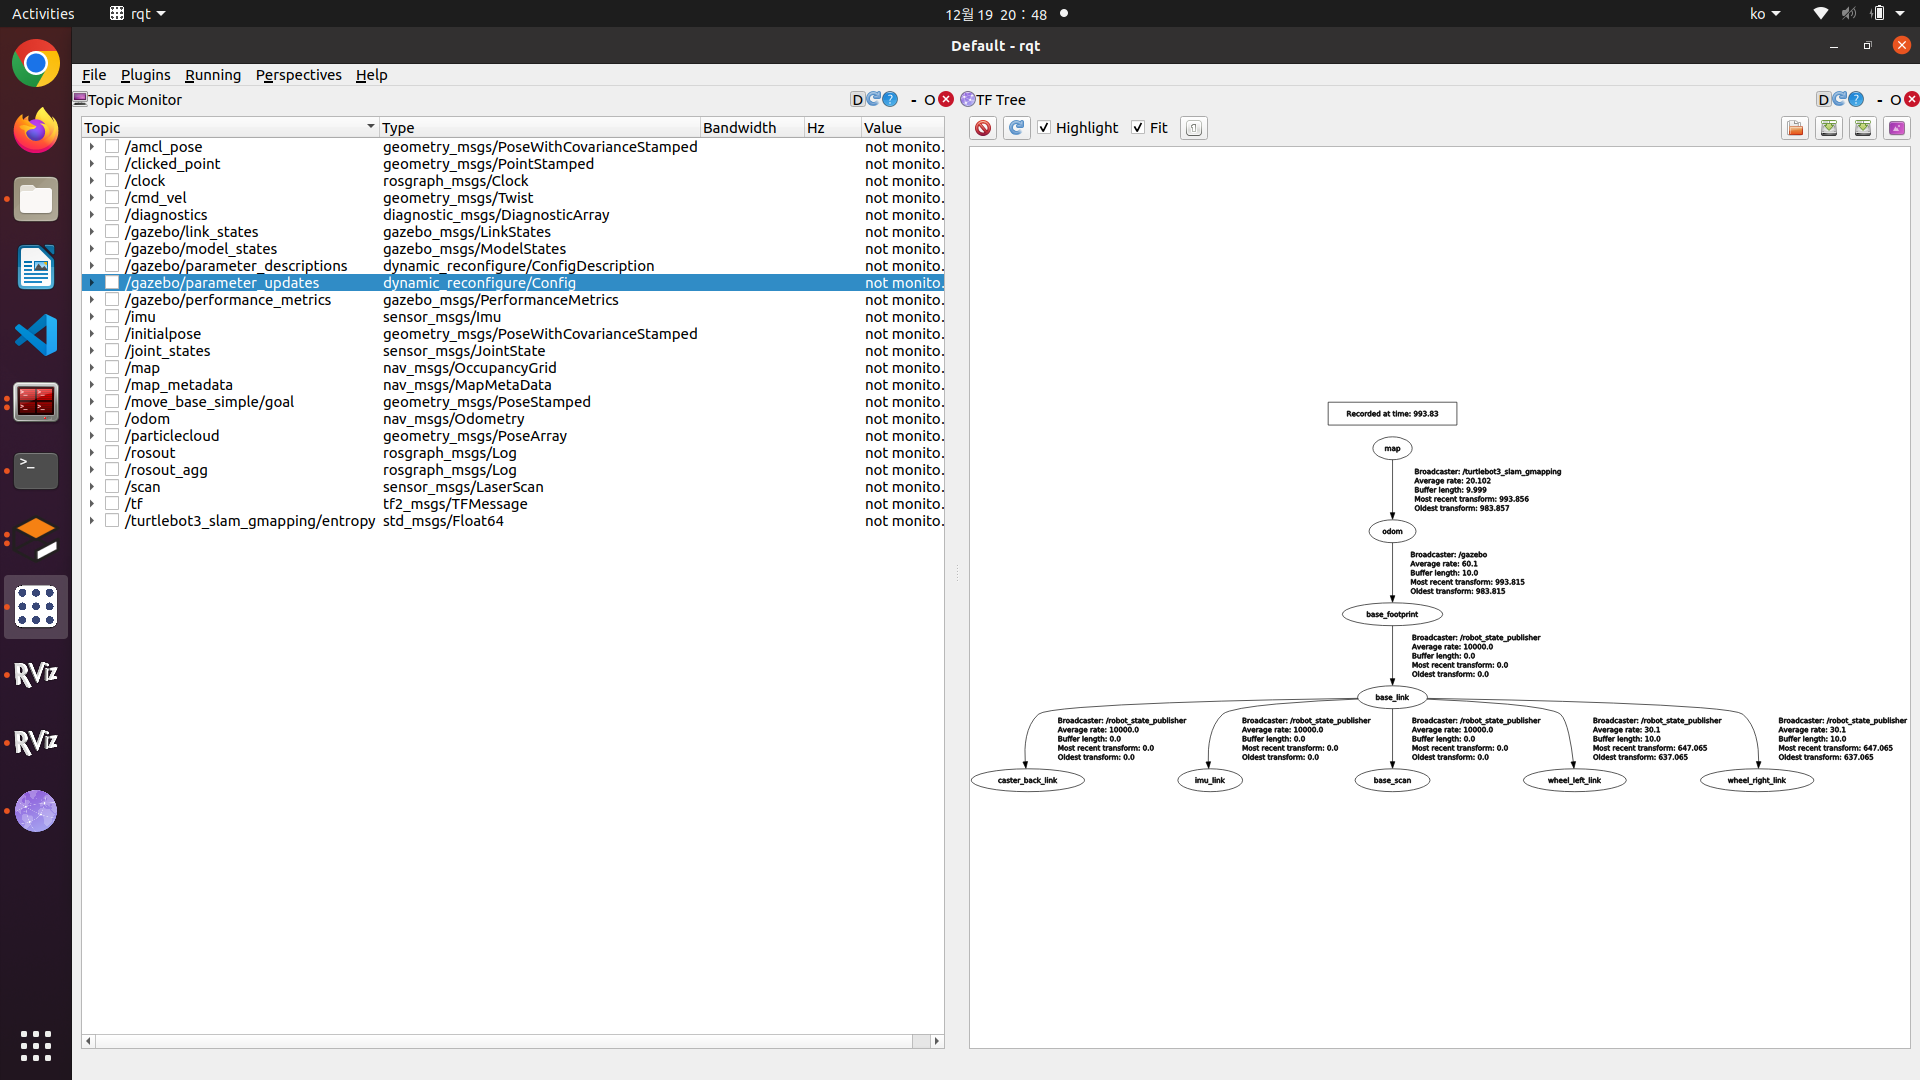 Activities
rqt
12월 19 20 : 48
ko
Default - rqt
File Plugins Running Perspectives Help
Topic Monitor
D ? - O
Topic Type Bandwidth Hz Value
/amcl_pose geometry_msgs/PoseWithCovarianceStamped not monito.
/clicked_point geometry_msgs/PointStamped not monito.
/clock rosgraph_msgs/Clock not monito.
/cmd_vel geometry_msgs/Twist not monito.
/diagnostics diagnostic_msgs/DiagnosticArray not monito.
/gazebo/link_states gazebo_msgs/LinkStates not monito.
/gazebo/model_states gazebo_msgs/ModelStates not monito.
/gazebo/parameter_descriptions dynamic_reconfigure/ConfigDescription not monito.
/gazebo/parameter_updates dynamic_reconfigure/Config not monito.
/gazebo/performance_metrics gazebo_msgs/PerformanceMetrics not monito.
/imu sensor_msgs/Imu not monito.
/initialpose geometry_msgs/PoseWithCovarianceStamped not monito.
/joint_states sensor_msgs/JointState not monito.
/map nav_msgs/OccupancyGrid not monito.
/map_metadata nav_msgs/MapMetaData not monito.
/move_base_simple/goal geometry_msgs/PoseStamped not monito.
/odom nav_msgs/Odometry not monito.
/particlecloud geometry_msgs/PoseArray not monito.
/rosout rosgraph_msgs/Log not monito.
/rosout_agg rosgraph_msgs/Log not monito.
/scan sensor_msgs/LaserScan not monito.
/tf tf2_msgs/TFMessage not monito.
/turtlebot3_slam_gmapping/entropy std_msgs/Float64 not monito.
TF Tree
D ? - O
Highlight Fit
Recorded at time: 993.83
map
Broadcaster: /turtlebot3_slam_gmapping
Average rate: 20.102
Buffer length: 9.999
Most recent transform: 993.856
Oldest transform: 983.857
odom
Broadcaster: /gazebo
Average rate: 60.1
Buffer length: 10.0
Most recent transform: 993.815
Oldest transform: 983.815
base_footprint
Broadcaster: /robot_state_publisher
Average rate: 10000.0
Buffer length: 0.0
Most recent transform: 0.0
Oldest transform: 0.0
base_link
Broadcaster: /robot_state_publisher
Average rate: 10000.0
Buffer length: 0.0
Most recent transform: 0.0
Oldest transform: 0.0
Broadcaster: /robot_state_publisher
Average rate: 10000.0
Buffer length: 0.0
Most recent transform: 0.0
Oldest transform: 0.0
Broadcaster: /robot_state_publisher
Average rate: 10000.0
Buffer length: 0.0
Most recent transform: 0.0
Oldest transform: 0.0
Broadcaster: /robot_state_publisher
Average rate: 30.1
Buffer length: 10.0
Most recent transform: 647.065
Oldest transform: 637.065
Broadcaster: /robot_state_publisher
Average rate: 30.1
Buffer length: 10.0
Most recent transform: 647.065
Oldest transform: 637.065
caster_back_link
imu_link
base_scan
wheel_left_link
wheel_right_link
RViz
RViz